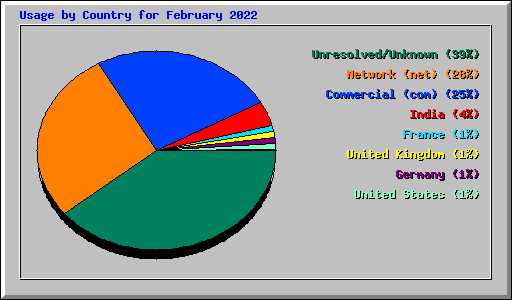 Usage by Country for February 2022
Unresolved/Unknown (39%)
Network (net) (28%)
Commercial (com) (25%)
India (4%)
France (1%)
United Kingdom (1%)
Germany (1%)
United States (1%)